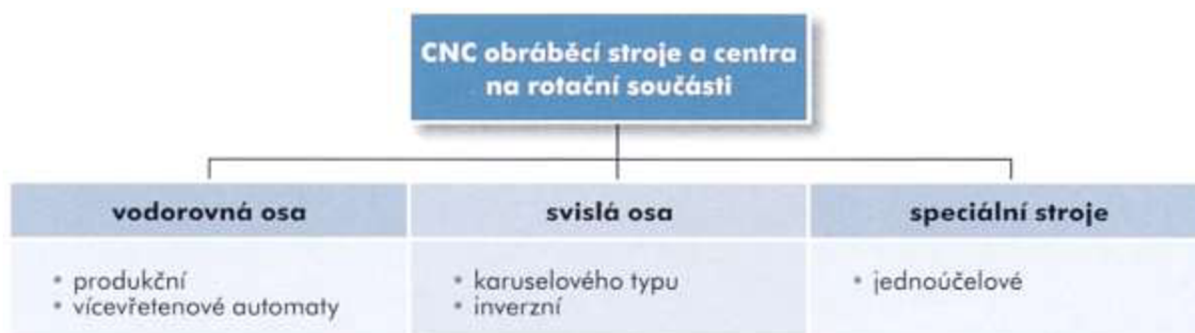 CNC obráběcí stroje a centra
na rotační součásti
vodorovná osa
• produkční
• vícevřetenové automaty
svislá osa
• karuselového typu
• inverzní
speciální stroje
• jednoúčelové